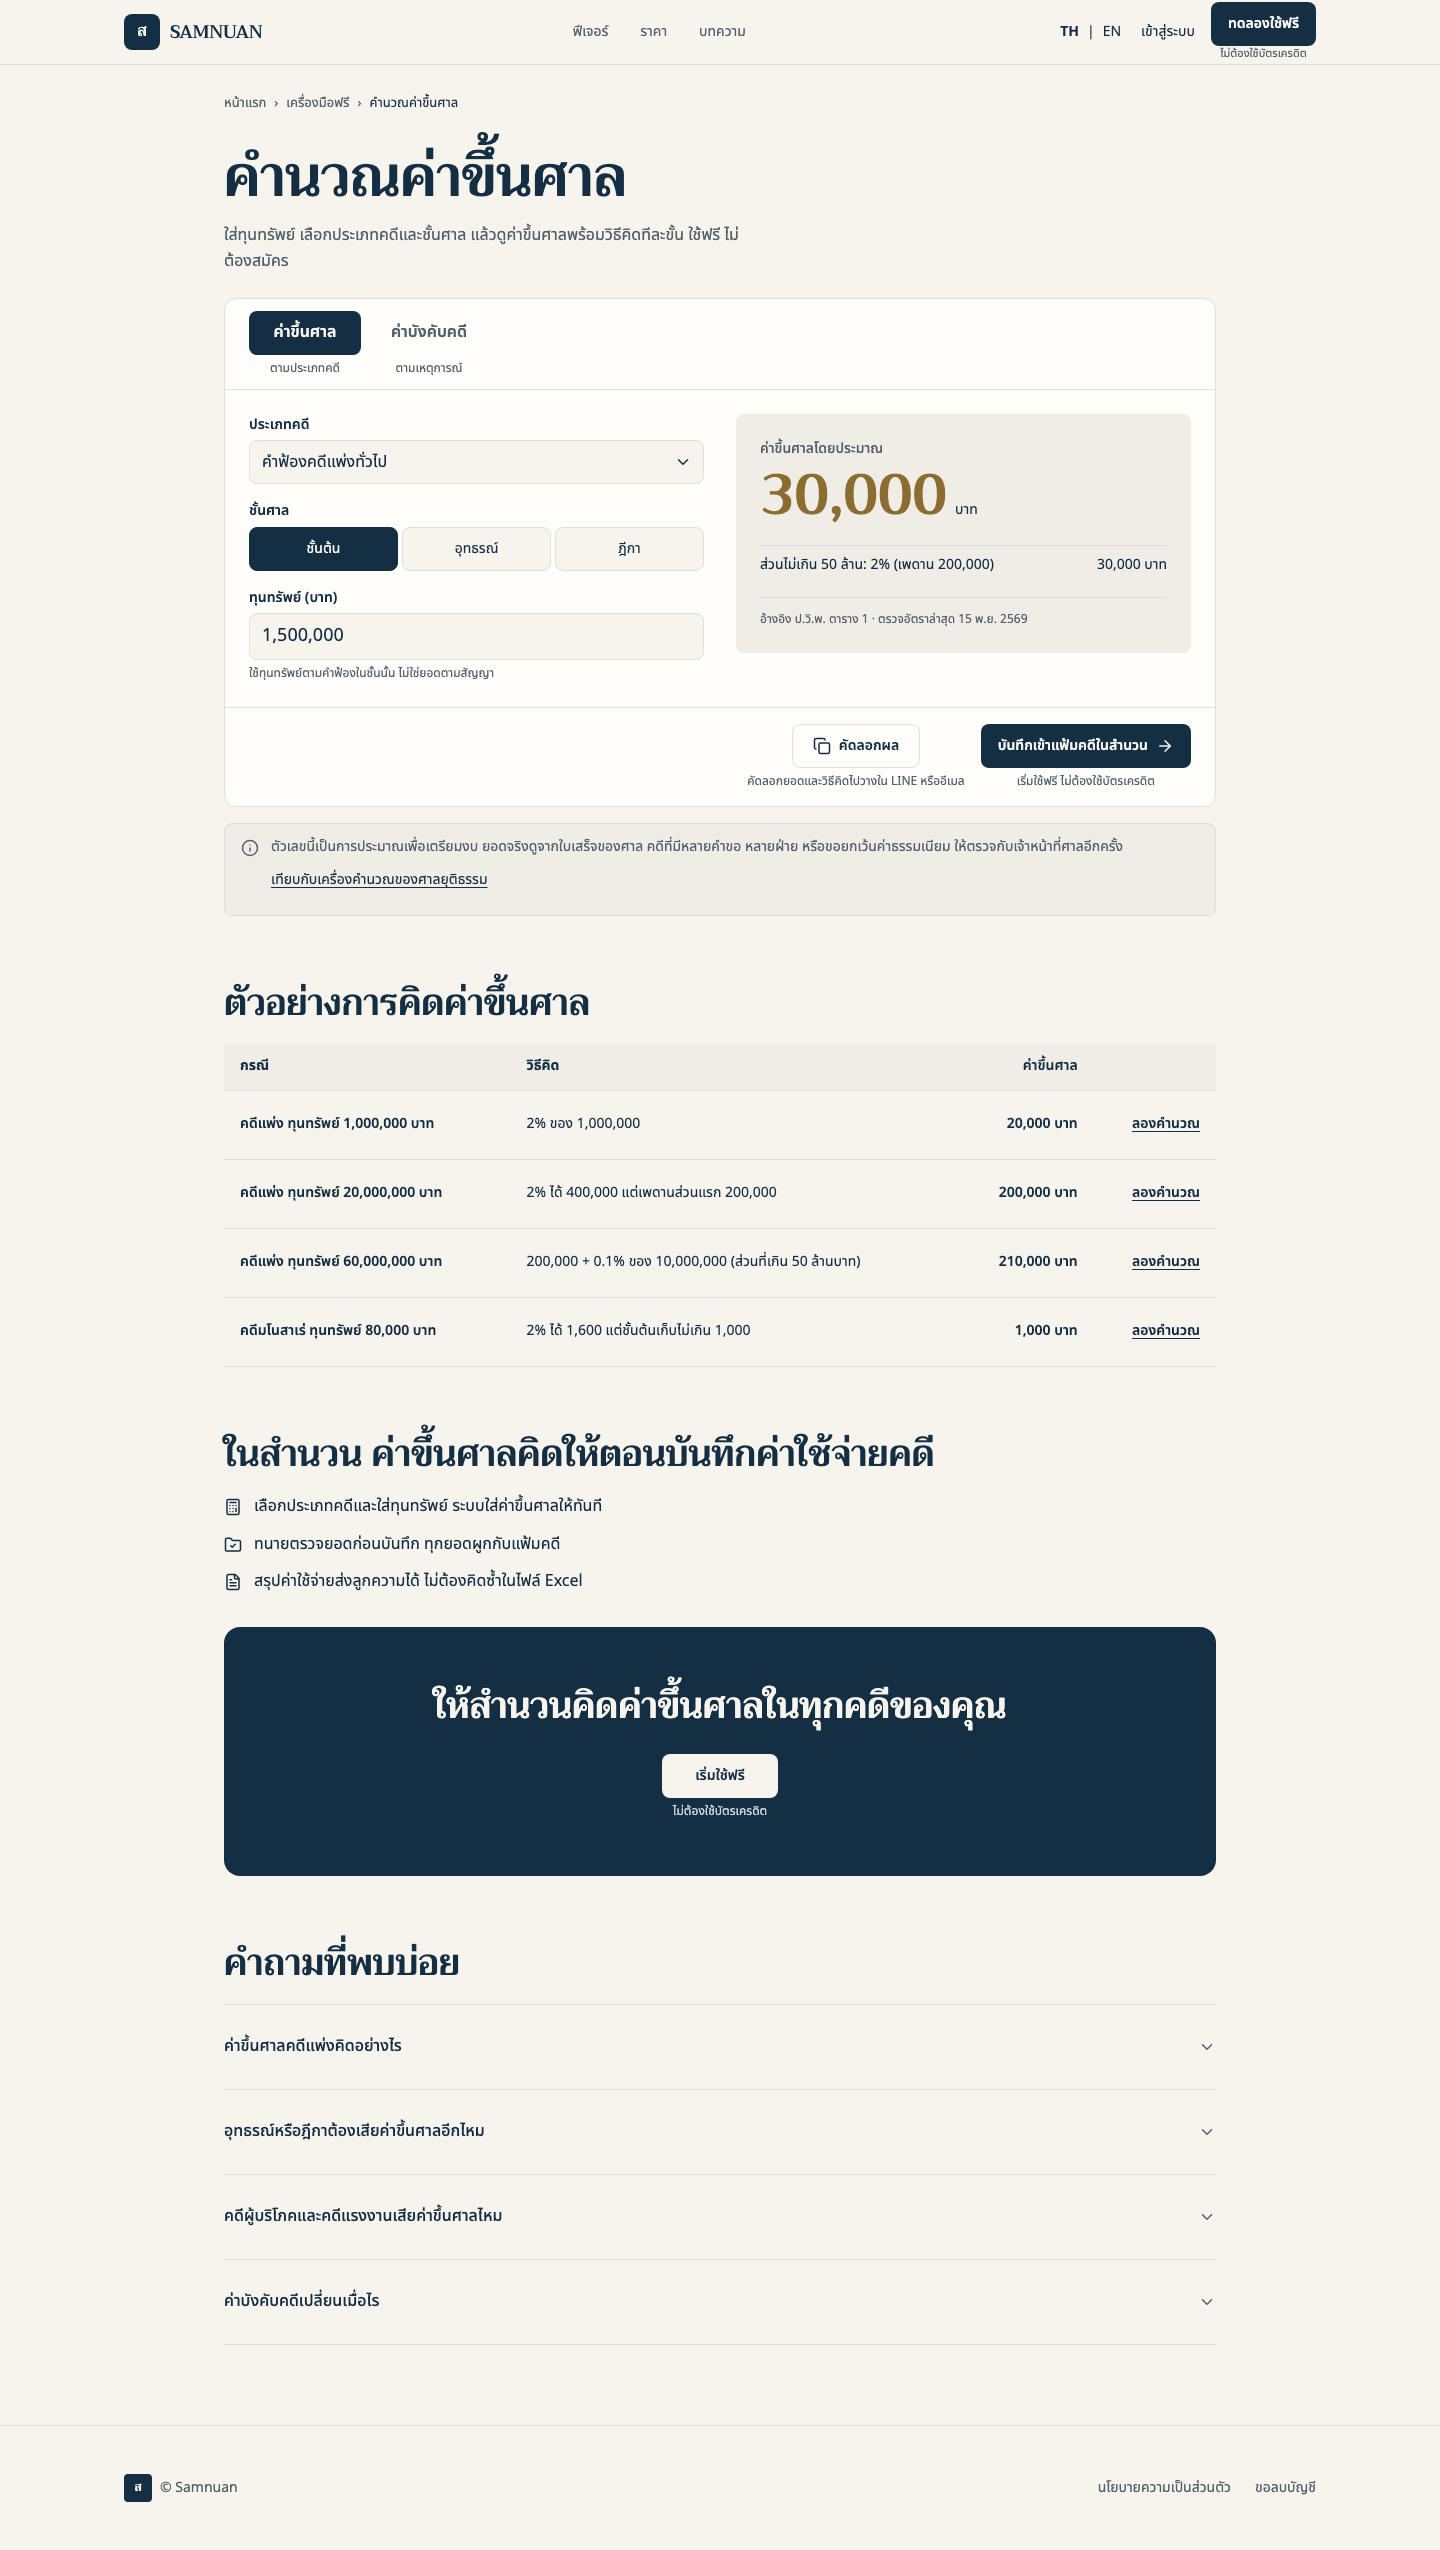 ส SAMNUAN
ฟีเจอร์ ราคา บทความ
TH | EN เข้าสู่ระบบ ทดลองใช้ฟรี
ไม่ต้องใช้บัตรเครดิต
หน้าแรก › เครื่องมือฟรี › คำนวณค่าขึ้นศาล
คำนวณค่าขึ้นศาล
ใส่ทุนทรัพย์ เลือกประเภทคดีและชั้นศาล แล้วดูค่าขึ้นศาลพร้อมวิธีคิดทีละขั้น ใช้ฟรี ไม่
ต้องสมัคร
ค่าขึ้นศาล ค่าบังคับคดี
ตามประเภทคดี ตามเหตุการณ์
ประเภทคดี
คำฟ้องคดีแพ่งทั่วไป
ชั้นศาล
ชั้นต้น อุทธรณ์ ฎีกา
ทุนทรัพย์ (บาท)
1,500,000
ใช้ทุนทรัพย์ตามคำฟ้องในชั้นนั้น ไม่ใช่ยอดตามสัญญา
ค่าขึ้นศาลโดยประมาณ
30,000 บาท
ส่วนไม่เกิน 50 ล้าน: 2% (เพดาน 200,000) 30,000 บาท
อ้างอิง ป.วิ.พ. ตาราง 1 · ตรวจอัตราล่าสุด 15 พ.ย. 2569
คัดลอกผล
คัดลอกยอดและวิธีคิดไปวางใน LINE หรืออีเมล
บันทึกเข้าแฟ้มคดีในสำนวน
เริ่มใช้ฟรี ไม่ต้องใช้บัตรเครดิต
ตัวเลขนี้เป็นการประมาณเพื่อเตรียมงบ ยอดจริงดูจากใบเสร็จของศาล คดีที่มีหลายคำขอ หลายฝ่าย หรือขอยกเว้นค่าธรรมเนียม ให้ตรวจกับเจ้าหน้าที่ศาลอีกครั้ง
เทียบกับเครื่องคำนวณของศาลยุติธรรม
ตัวอย่างการคิดค่าขึ้นศาล
กรณี วิธีคิด ค่าขึ้นศาล
คดีแพ่ง ทุนทรัพย์ 1,000,000 บาท 2% ของ 1,000,000 20,000 บาท ลองคำนวณ
คดีแพ่ง ทุนทรัพย์ 20,000,000 บาท 2% ได้ 400,000 แต่เพดานส่วนแรก 200,000 200,000 บาท ลองคำนวณ
คดีแพ่ง ทุนทรัพย์ 60,000,000 บาท 200,000 + 0.1% ของ 10,000,000 (ส่วนที่เกิน 50 ล้านบาท) 210,000 บาท ลองคำนวณ
คดีมโนสาเร่ ทุนทรัพย์ 80,000 บาท 2% ได้ 1,600 แต่ชั้นต้นเก็บไม่เกิน 1,000 1,000 บาท ลองคำนวณ
ในสำนวน ค่าขึ้นศาลคิดให้ตอนบันทึกค่าใช้จ่ายคดี
เลือกประเภทคดีและใส่ทุนทรัพย์ ระบบใส่ค่าขึ้นศาลให้ทันที
ทนายตรวจยอดก่อนบันทึก ทุกยอดผูกกับแฟ้มคดี
สรุปค่าใช้จ่ายส่งลูกความได้ ไม่ต้องคิดซ้ำในไฟล์ Excel
ให้สำนวนคิดค่าขึ้นศาลในทุกคดีของคุณ
เริ่มใช้ฟรี
ไม่ต้องใช้บัตรเครดิต
คำถามที่พบบ่อย
ค่าขึ้นศาลคดีแพ่งคิดอย่างไร
อุทธรณ์หรือฎีกาต้องเสียค่าขึ้นศาลอีกไหม
คดีผู้บริโภคและคดีแรงงานเสียค่าขึ้นศาลไหม
ค่าบังคับคดีเปลี่ยนเมื่อไร
ส © Samnuan
นโยบายความเป็นส่วนตัว ขอลบบัญชี